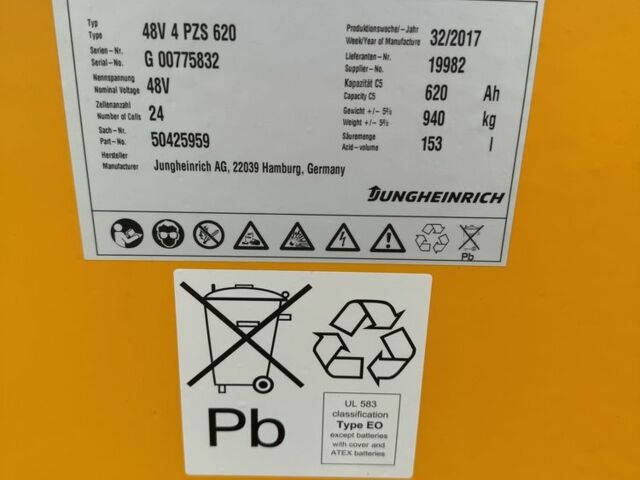 Typ
Type 48V 4 PZS 620
Produktionswoche/- Jahr
Week/Year of Manufacture 32/2017
Serien-Nr.
Serial-No. G 00775832
Lieferanten-Nr.
Supplier-No. 19982
Nennspannung
Nominal Voltage 48V
Kapazität C5
Capacity C5 620 Ah
Zellenanzahl
Number of Cells 24
Gewicht +/- 5%
Weight +/- 5% 940 kg
Sach-Nr.
Part-No. 50425959
Säuremenge
Acid-volume 153 l
Hersteller
Manufacturer Jungheinrich AG, 22039 Hamburg, Germany
JUNGHEINRICH
Pb
Pb
UL 583
classification
Type EO
except batteries
with cover and
ATEX batteries